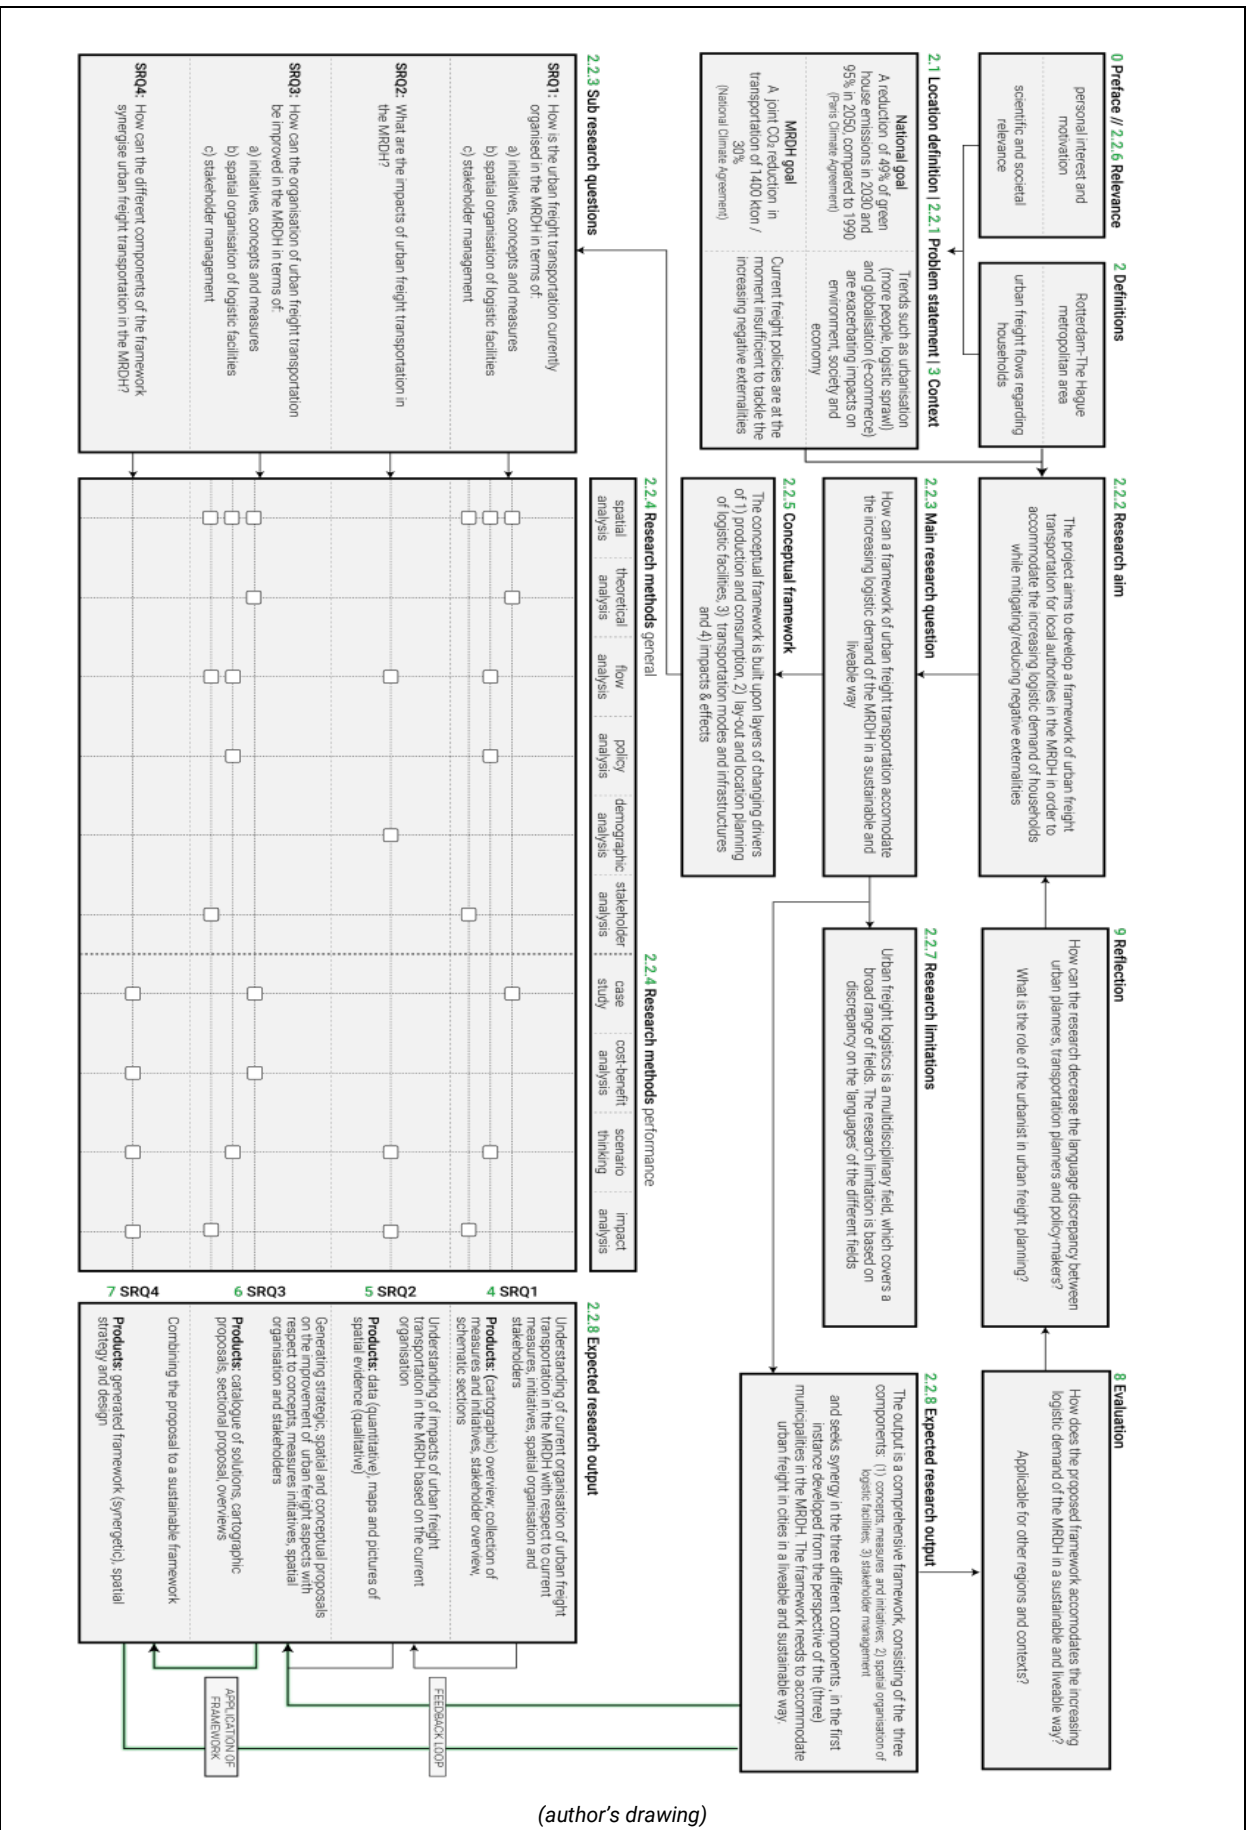 0 Preface // 2.2.6 Relevance
personal interest and
motivation
scientific and societal
relevance
2 Definitions
Rotterdam-The Hague
metropolitan area
urban freight flows regarding
households
2.2.2 Research aim
The project aims to develop a framework of urban freight
transportation for local authorities in the MRDH in order to
accommodate the increasing logistic demand of households
while mitigating/reducing negative externalities
9 Reflection
How can the research decrease the language discrepancy between
urban planners, transportation planners and policy-makers?
What is the role of the urbanist in urban freight planning?
8 Evaluation
How does the proposed framework accomodates the increasing
logistic demand of the MRDH in a sustainable and liveable way?
Applicable for other regions and contexts?
2.1 Location definition | 2.2.1 Problem statement | 3 Context
National goal
A reduction of 49% of green
house emissions in 2030 and
95% in 2050, compared to 1990
(Paris Climate Agreement)
MRDH goal
A joint CO₂ reduction in
transportation of 1400 kton /
30%
(National Climate Agreement)
Trends such as urbanisation
(more people, logistic sprawl)
and globalisation (e-commerce)
are exacerbating impacts on
environment, society and
economy
Current freight policies are at the
moment insufficient to tackle the
increasing negative externalities
2.2.3 Main research question
How can a framework of urban freight transportation accomodate
the increasing logistic demand of the MRDH in a sustainable and
liveable way
2.2.7 Research limitations
Urban freight logistics is a multidisciplinary field, which covers a
broad range of fields. The research limitation is based on
discrepancy on the 'languages' of the different fields
2.2.8 Expected research output
The output is a comprehensive framework, consisting of the three
components: (1) concepts, measures and initiatives; 2) spatial organisation of
logistic facilities; 3) stakeholder management
and seeks synergy in the three different components , in the first
instance developed from the perspective of the (three)
municipalities in the MRDH. The framework needs to accommodate
urban freight in cities in a liveable and sustainable way.
2.2.5 Conceptual framework
The conceptual framework is built upon layers of changing drivers
of 1) production and consumption, 2) lay-out and location planning
of logistic facilities, 3) transportation modes and infrastructures
and 4) impacts & effects
2.2.3 Sub research questions
SRQ1: How is the urban freight transportation currently
organised in the MRDH in terms of:
a) initiatives, concepts and measures
b) spatial organisation of logistic facilities
c) stakeholder management
SRQ2: What are the impacts of urban freight transportation in
the MRDH?
SRQ3: How can the organisation of urban freight transportation
be improved in the MRDH in terms of:
a) initiatives, concepts and measures
b) spatial organisation of logistic facilities
c) stakeholder management
SRQ4: How can the different components of the framework
synergise urban freight transportation in the MRDH?
2.2.4 Research methods general
2.2.4 Research methods performance
spatial
analysis
theoretical
analysis
flow
analysis
policy
analysis
demographic
analysis
stakeholder
analysis
case
study
cost-benefit
analysis
scenario
thinking
impact
analysis
2.2.8 Expected research output
4 SRQ1
Understanding of current organisation of urban freight
transportation in the MRDH with respect to current
measures, initiatives, spatial organisation and
stakeholders
Products: (cartographic) overview; collection of
measures and initiatives, stakeholder overview,
schematic sections
5 SRQ2
Understanding of impacts of urban freight
transportation in the MRDH based on the current
organisation
Products: data (quantitative), maps and pictures of
spatial evidence (qualitative)
6 SRQ3
Generating strategic, spatial and conceptual proposals
on the improvement of urban feright aspects with
respect to concepts, measures initiatives, spatial
organisation and stakeholders
Products: catalogue of solutions, cartographic
proposals, sectional proposal, overviews
7 SRQ4
Combining the proposal to a sustainable framework
Products: generated framework (synergetic), spatial
strategy and design
FEEDBACK LOOP
APPLICATION OF
FRAMEWORK
(author's drawing)